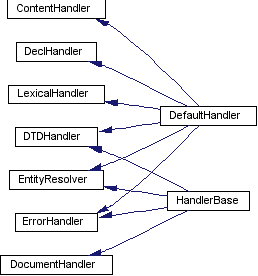 ContentHandler
DeclHandler
LexicalHandler
DefaultHandler
DTDHandler
EntityResolver
HandlerBase
ErrorHandler
DocumentHandler